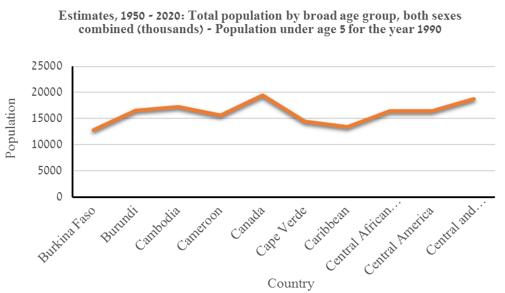 Estimates, 1950 - 2020: Total population by broad age group, both sexes
combined (thousands) - Population under age 5 for the year 1990
25000
20000
15000
10000
5000
0
Population
Burkina Faso
Burundi
Cambodia
Cameroon
Canada
Cape Verde
Caribbean
Central African…
Central America
Central and…
Country